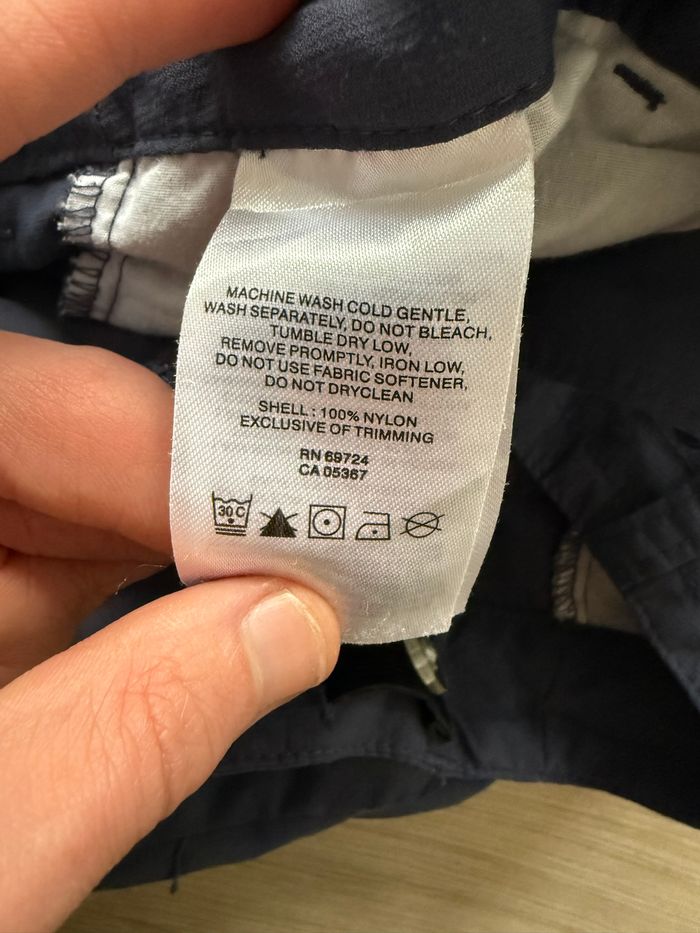 MACHINE WASH COLD GENTLE,
WASH SEPARATELY, DO NOT BLEACH,
TUMBLE DRY LOW,
REMOVE PROMPTLY, IRON LOW,
DO NOT USE FABRIC SOFTENER,
DO NOT DRYCLEAN
SHELL : 100% NYLON
EXCLUSIVE OF TRIMMING
RN 69724
CA 05367
30 C